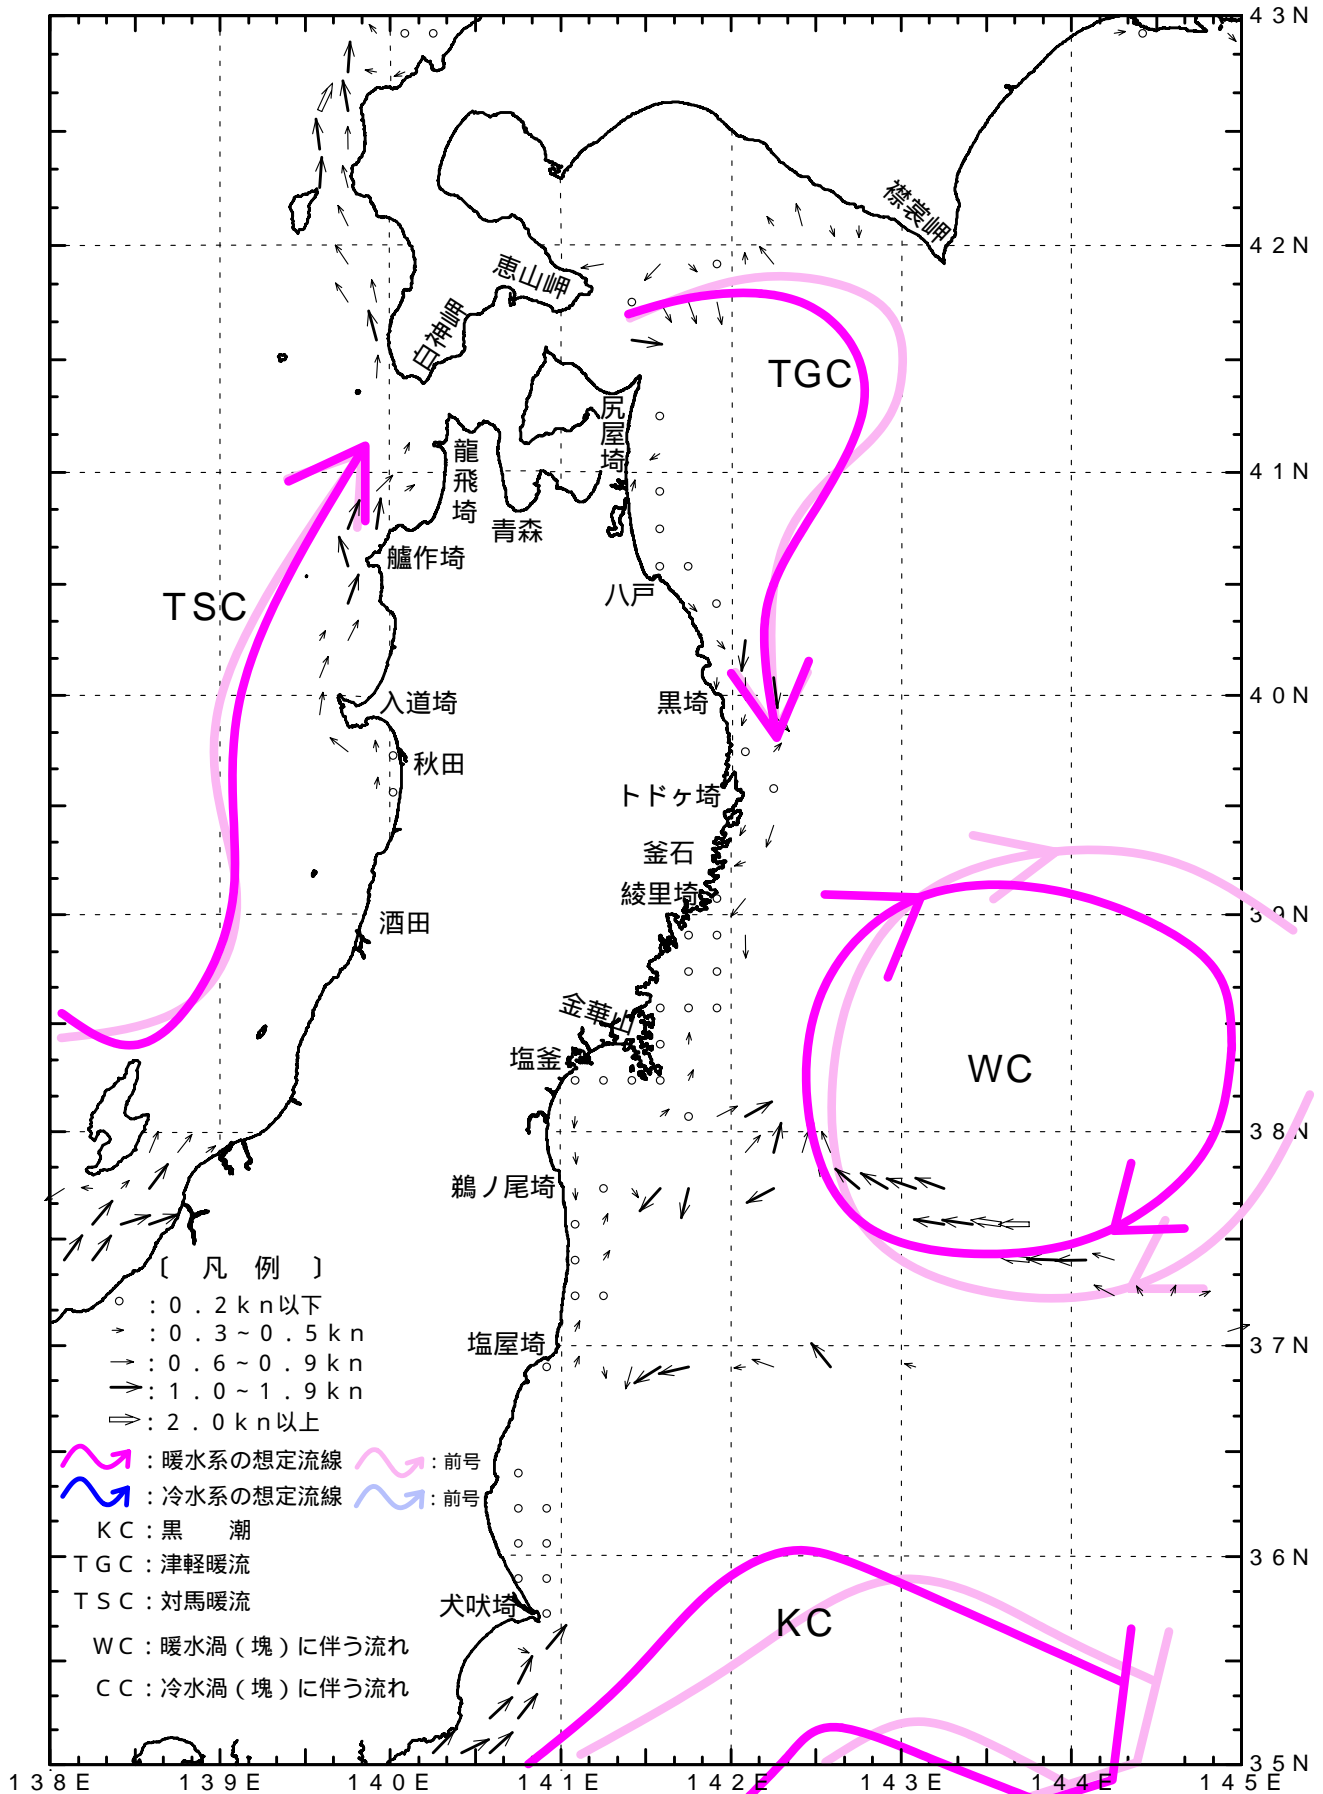 43N
襟裳岬
42N
恵山岬
白神岬
TGC
尻屋埼
41N
龍飛埼
青森
艫作埼
八戸
TSC
40N
入道埼
黒埼
秋田
トドヶ埼
釜石
綾里埼
39N
酒田
金華山
塩釜
WC
38N
鵜ノ尾埼
〔 凡 例 〕
：０．２ｋｎ以下
：０．３～０．５ｋｎ
塩屋埼
37N
：０．６～０．９ｋｎ
：１．０～１．９ｋｎ
：２．０ｋｎ以上
：暖水系の想定流線 ：前号
：冷水系の想定流線 ：前号
ＫＣ：黒　潮
36N
ＴＧＣ：津軽暖流
ＴＳＣ：対馬暖流
犬吠埼
KC
ＷＣ：暖水渦（塊）に伴う流れ
ＣＣ：冷水渦（塊）に伴う流れ
35N
138E 139E 140E 141E 142E 143E 144E 145E